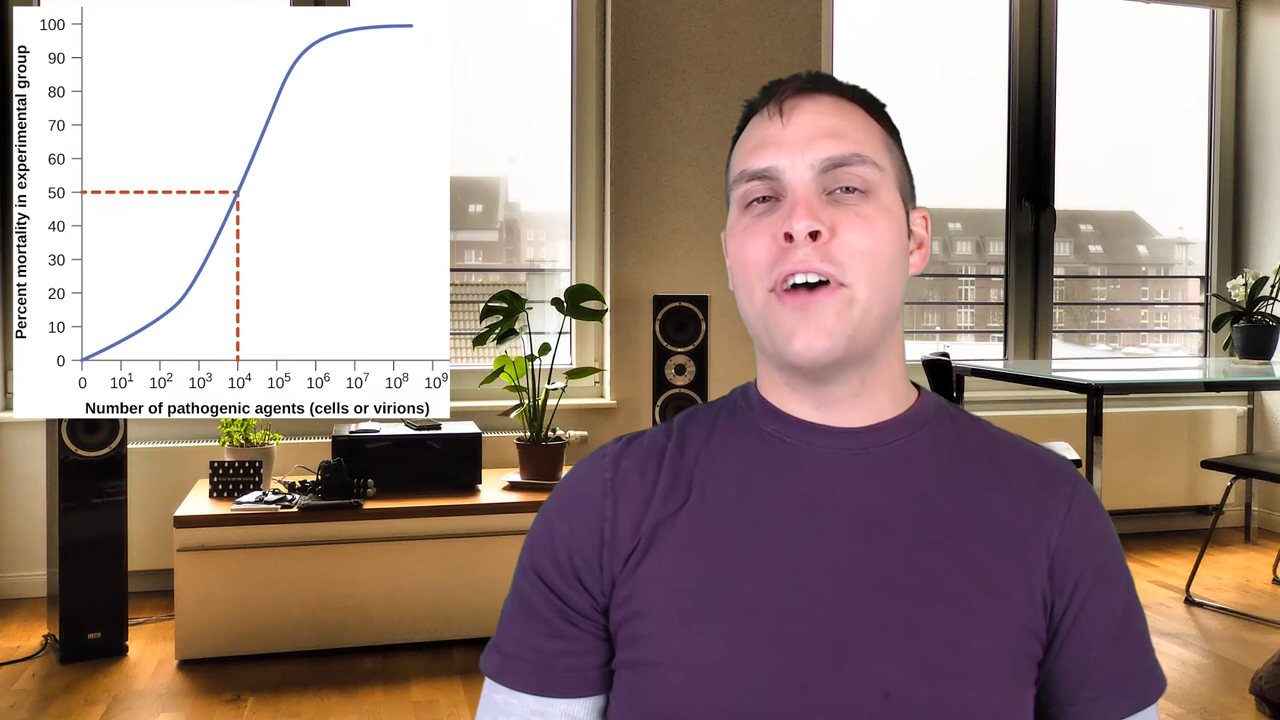 Percent mortality in experimental group
100
90
80
70
60
50
40
30
20
10
0
0 10¹ 10² 10³ 10⁴ 10⁵ 10⁶ 10⁷ 10⁸ 10⁹
Number of pathogenic agents (cells or virions)
HECO